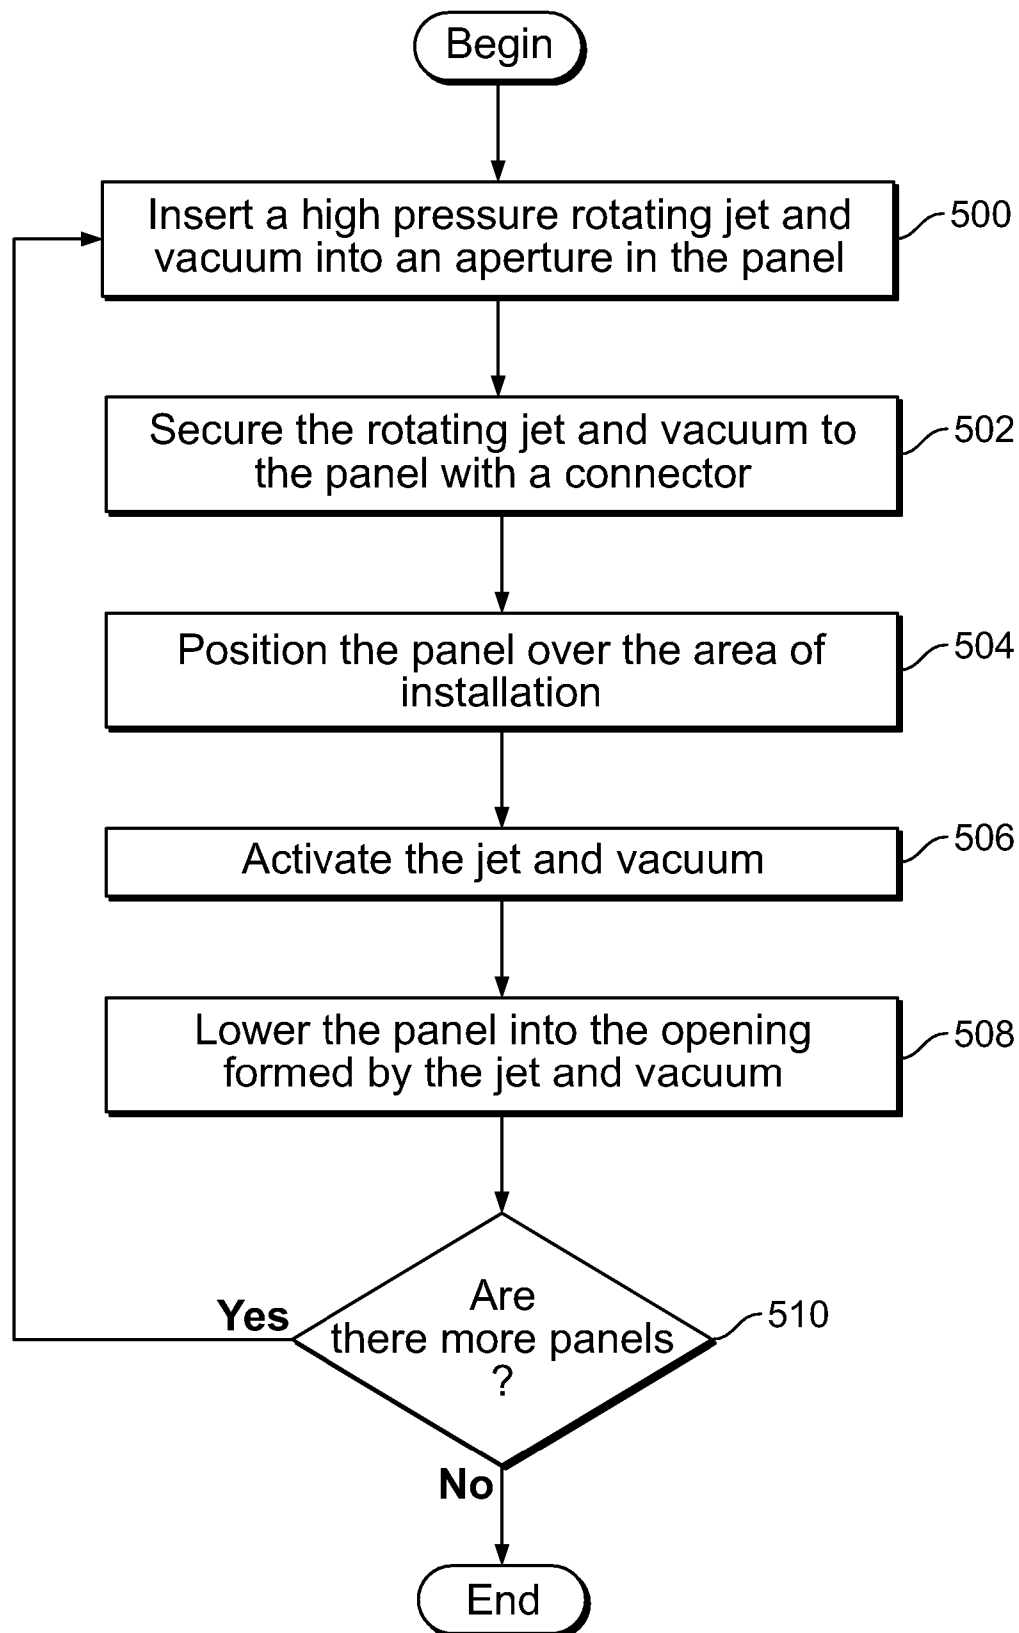 Begin
Insert a high pressure rotating jet and
vacuum into an aperture in the panel
500
Secure the rotating jet and vacuum to
the panel with a connector
502
Position the panel over the area of
installation
504
Activate the jet and vacuum
506
Lower the panel into the opening
formed by the jet and vacuum
508
Are
there more panels
?
510
Yes
No
End